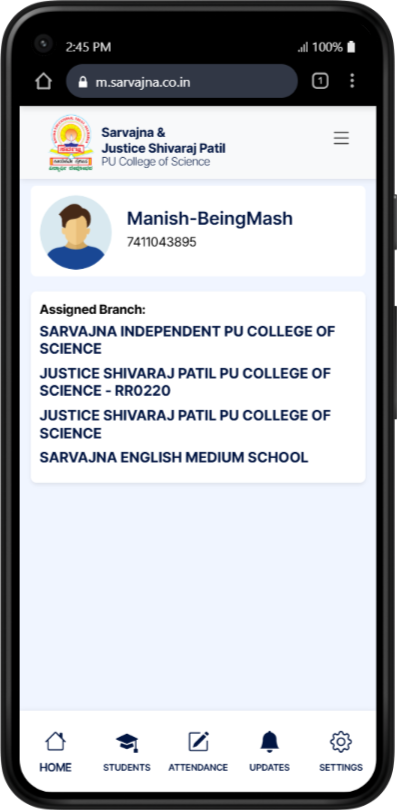 2:45 PM
100%
m.sarvajna.co.in
1
Sarvajna &
Justice Shivaraj Patil
PU College of Science
Manish-BeingMash
7411043895
Assigned Branch:
SARVAJNA INDEPENDENT PU COLLEGE OF
SCIENCE
JUSTICE SHIVARAJ PATIL PU COLLEGE OF
SCIENCE - RR0220
JUSTICE SHIVARAJ PATIL PU COLLEGE OF
SCIENCE
SARVAJNA ENGLISH MEDIUM SCHOOL
HOME
STUDENTS
ATTENDANCE
UPDATES
SETTINGS